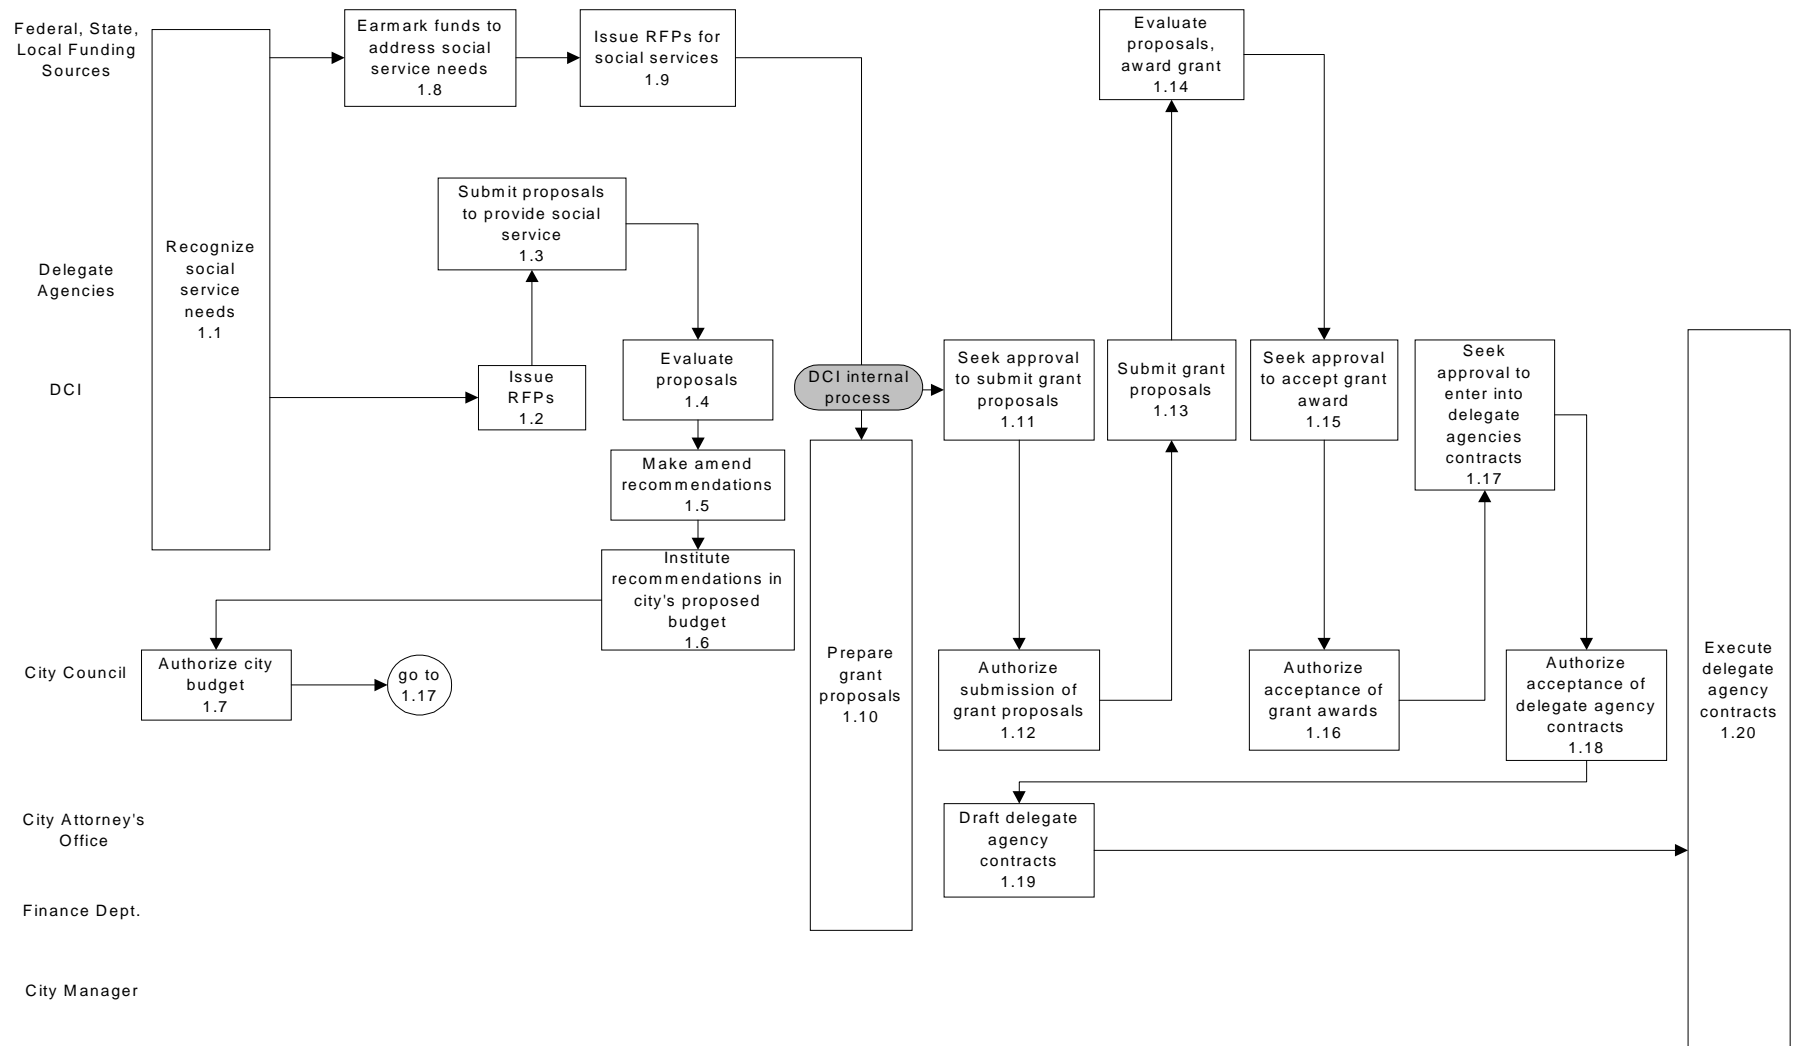 Federal, State,
Local Funding
Sources
Delegate
Agencies
DCI
City Council
City Attorney's
Office
Finance Dept.
City Manager
Recognize
social
service
needs
1.1
Earmark funds to
address social
service needs
1.8
Issue RFPs for
social services
1.9
Submit proposals
to provide social
service
1.3
Issue
RFPs
1.2
Evaluate
proposals
1.4
Make amend
recommendations
1.5
Institute
recommendations in
city's proposed
budget
1.6
Authorize city
budget
1.7
go to
1.17
DCI internal
process
Prepare
grant
proposals
1.10
Seek approval
to submit grant
proposals
1.11
Authorize
submission of
grant proposals
1.12
Submit grant
proposals
1.13
Evaluate
proposals,
award grant
1.14
Seek approval
to accept grant
award
1.15
Authorize
acceptance of
grant awards
1.16
Seek
approval to
enter into
delegate
agencies
contracts
1.17
Authorize
acceptance of
delegate agency
contracts
1.18
Draft delegate
agency
contracts
1.19
Execute
delegate
agency
contracts
1.20